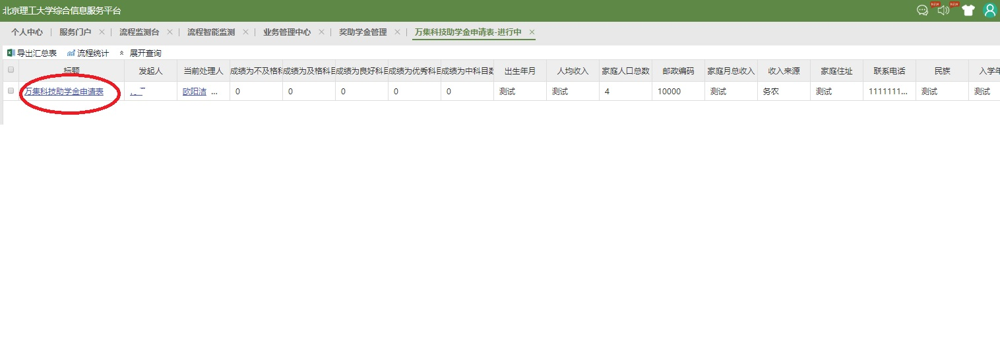 北京理工大学综合信息服务平台
NEW NEW
个人中心 服务门户 流程监测台 流程智能监测 业务管理中心 奖助学金管理 万集科技助学金申请表-进行中
导出汇总表 流程统计 展开查询
标题 发起人 当前处理人 成绩为不及格科 成绩为及格科目 成绩为良好科目 成绩为优秀科目 成绩为中科目数 出生年月 人均收入 家庭人口总数 邮政编码 家庭月总收入 收入来源 家庭住址 联系电话 民族 入学年
万集科技助学金申请表 欧阳洁 ... 0 0 0 0 0 测试 测试 4 10000 测试 务农 测试 1111111... 测试 测试